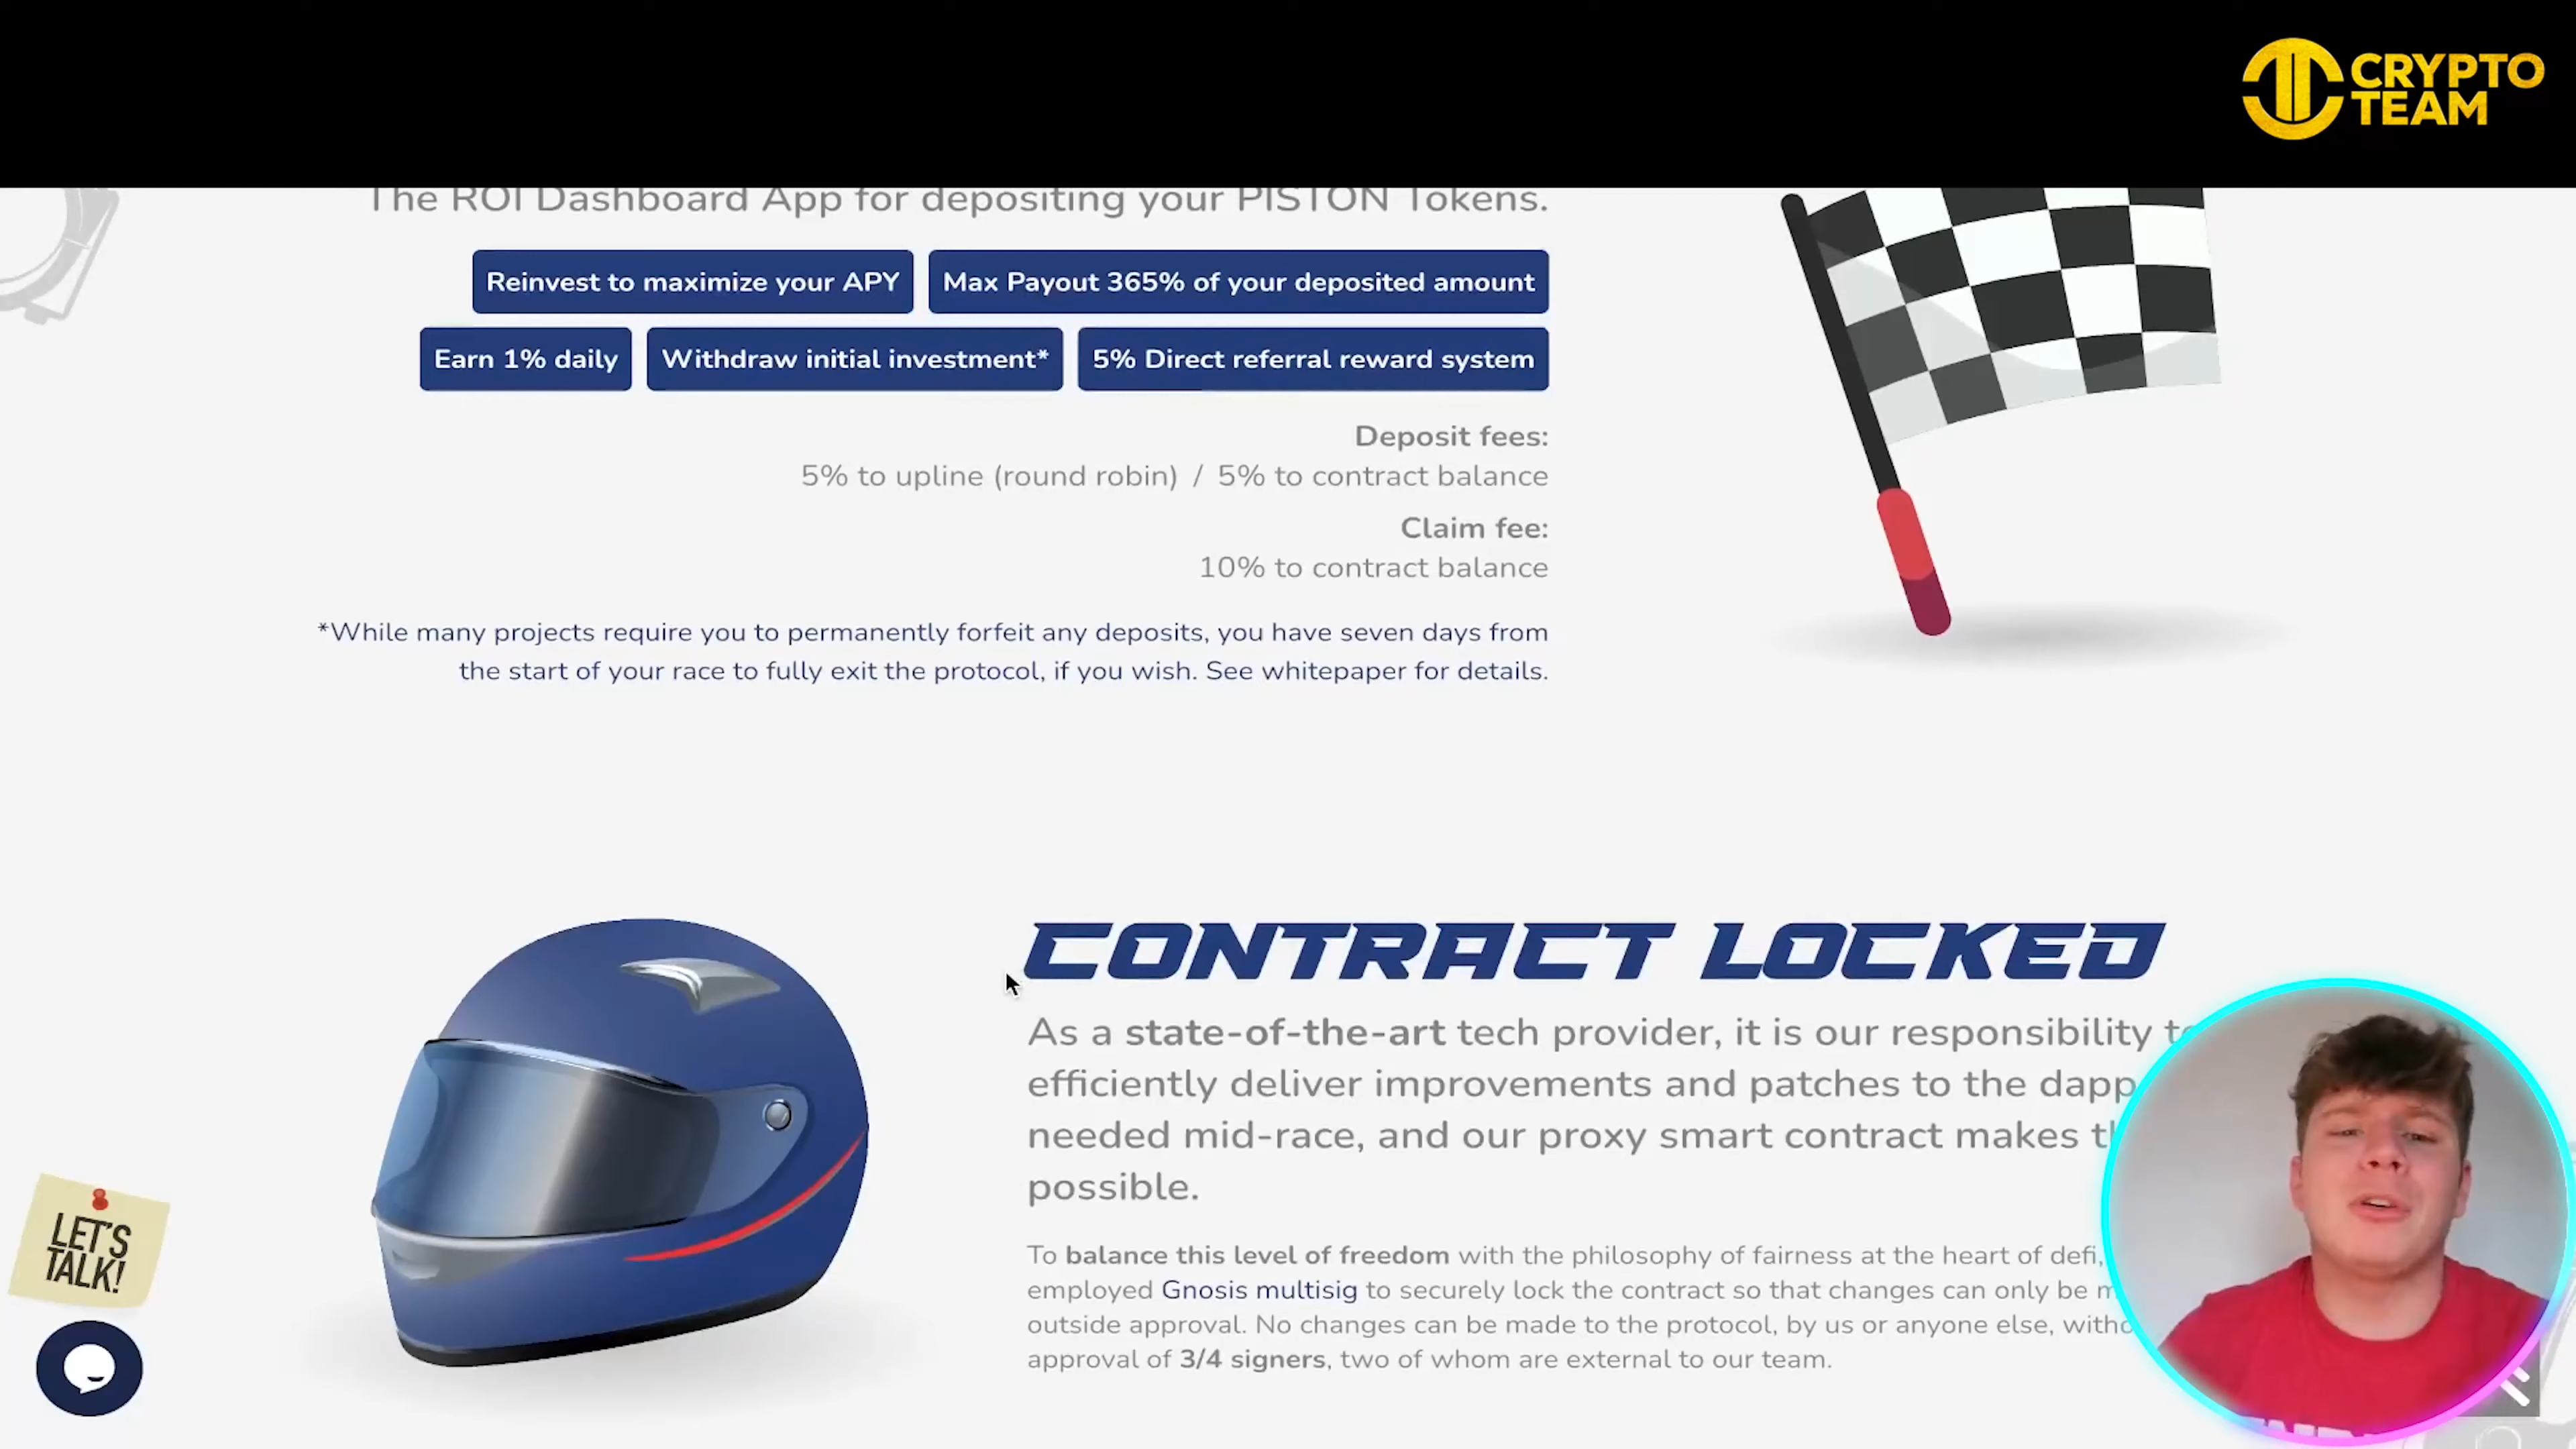 CRYPTO
TEAM
The ROI Dashboard App for depositing your PISTON Tokens.
Reinvest to maximize your APY
Max Payout 365% of your deposited amount
Earn 1% daily
Withdraw initial investment*
5% Direct referral reward system
Deposit fees:
5% to upline (round robin) / 5% to contract balance
Claim fee:
10% to contract balance
*While many projects require you to permanently forfeit any deposits, you have seven days from
the start of your race to fully exit the protocol, if you wish. See whitepaper for details.
CONTRACT LOCKED
As a state-of-the-art tech provider, it is our responsibility
efficiently deliver improvements and patches to the dapp
needed mid-race, and our proxy smart contract makes
possible.
To balance this level of freedom with the philosophy of fairness at the heart of defi,
employed Gnosis multisig to securely lock the contract so that changes can only be
outside approval. No changes can be made to the protocol, by us or anyone else,
approval of 3/4 signers, two of whom are external to our team.
LET'S
TALK!